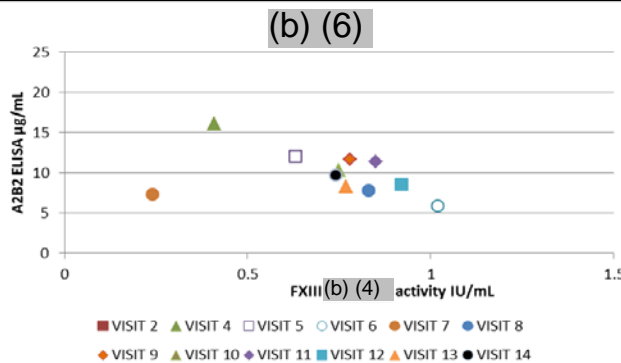 (b) (6)
A2B2 ELISA µg/mL
25
20
15
10
5
0
0 0.5 1 1.5
FXIII (b) (4) activity IU/mL
VISIT 2 VISIT 4 VISIT 5 VISIT 6 VISIT 7 VISIT 8
VISIT 9 VISIT 10 VISIT 11 VISIT 12 VISIT 13 VISIT 14